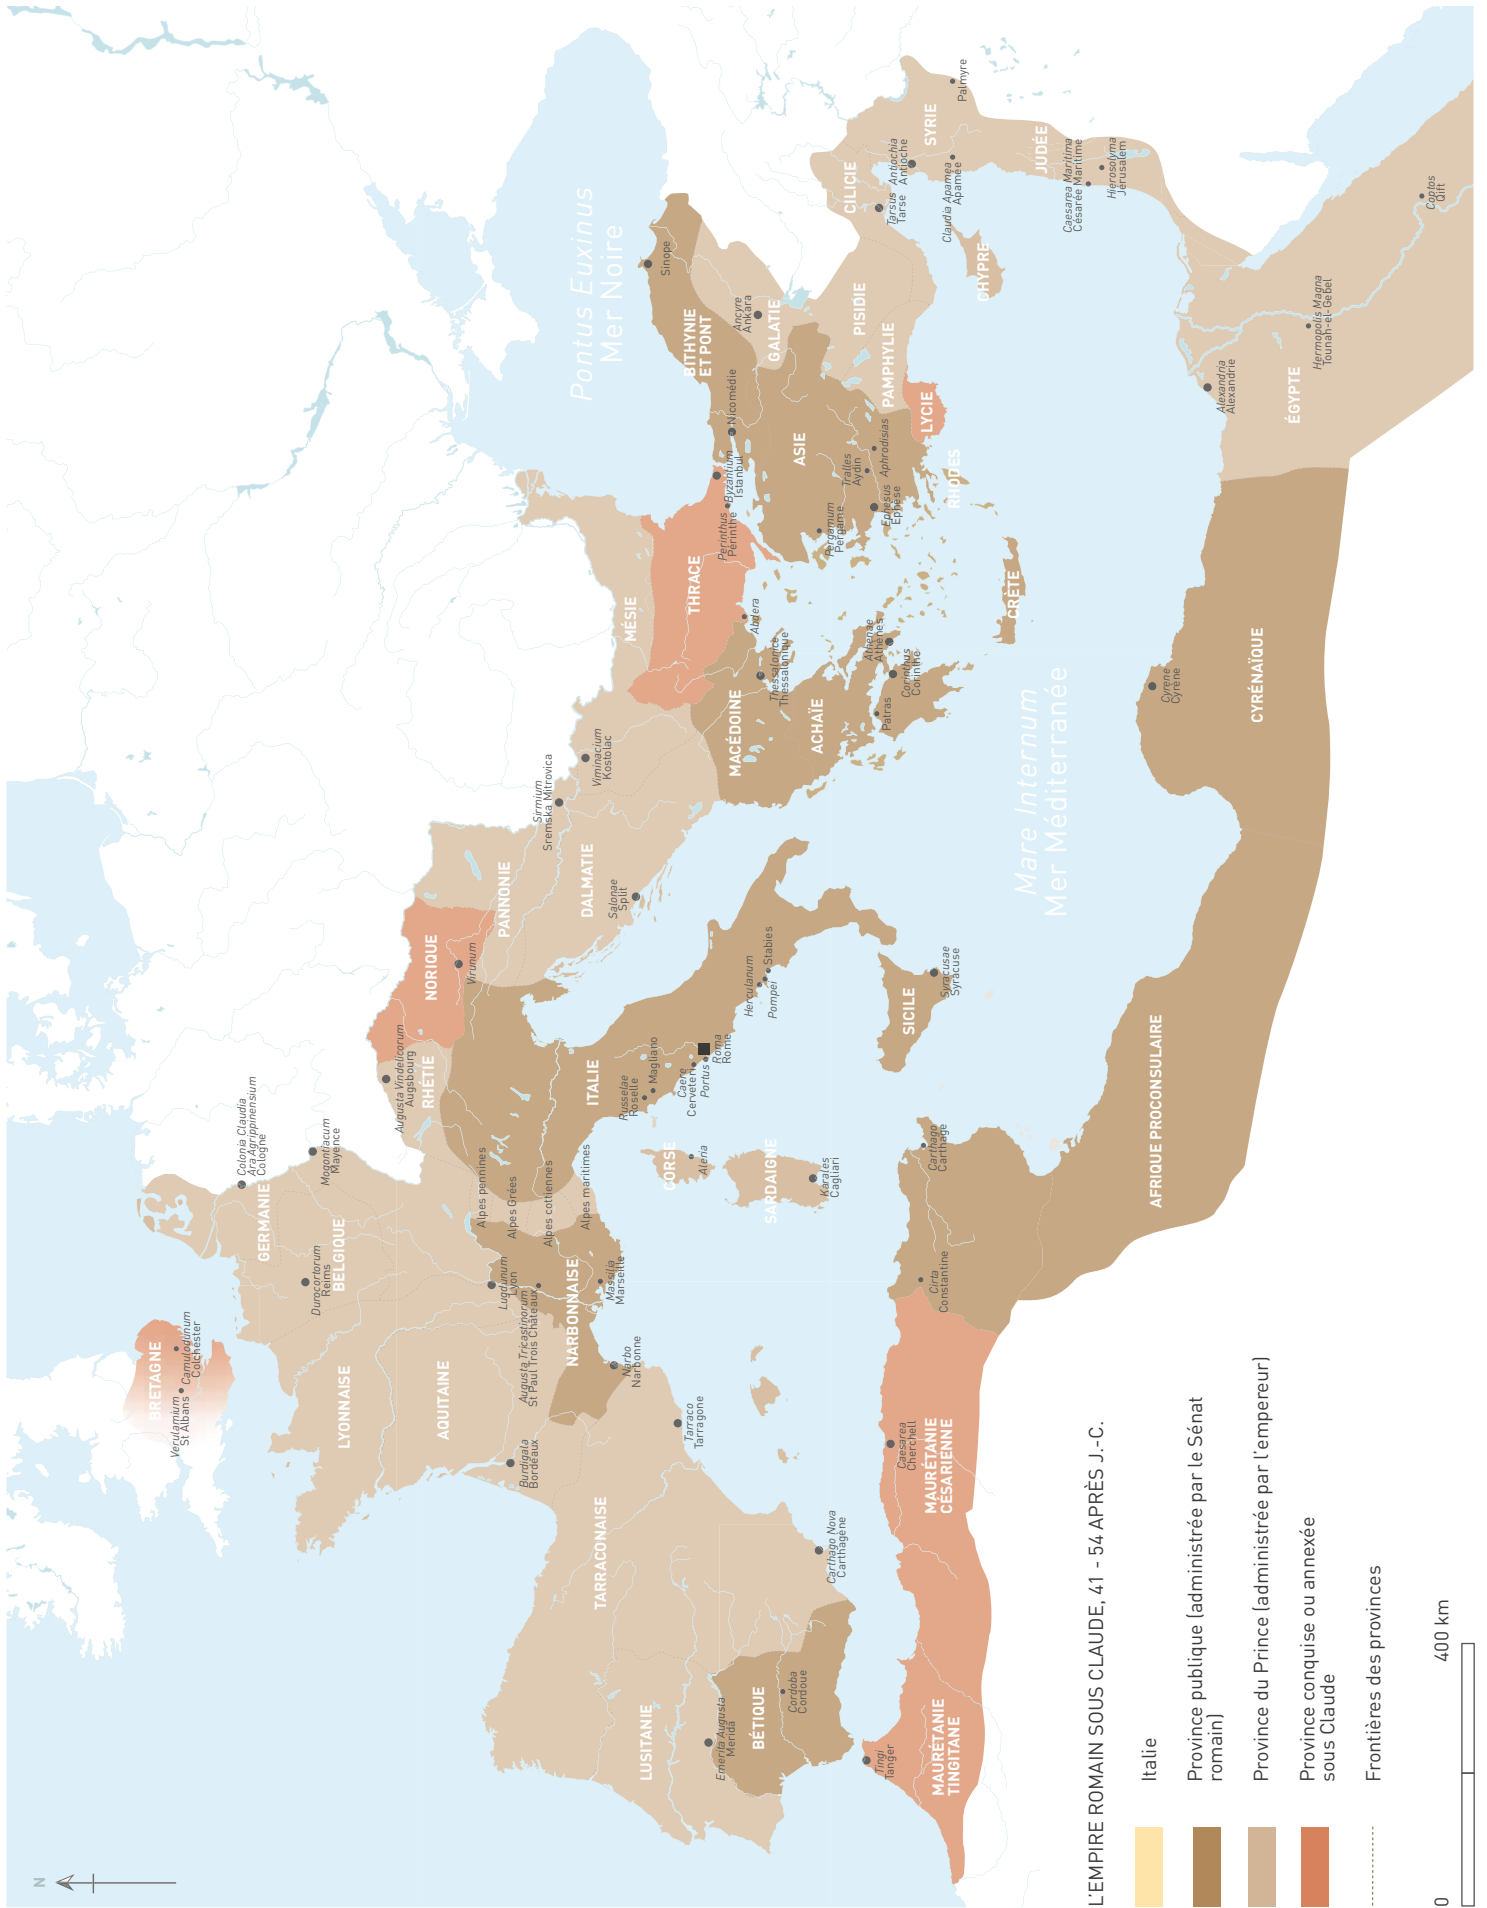 N
Pontus Euxinus
Mer Noire
Mare Internum
Mer Méditerranée
BRETAGNE
Verulamium
St Albans
Camulodunum
Colchester
GERMANIE
Colonia Claudia
Ara Agrippinensium
Cologne
Mogontiacum
Mayence
BELGIQUE
Durocortorum
Reims
LYONNAISE
AQUITAINE
Burdigala
Bordeaux
Lugdunum
Lyon
Augusta Tricastinorum
St Paul Trois Châteaux
NARBONNAISE
Massilia
Marseille
Narbo
Narbonne
Alpes pennines
Alpes Grées
Alpes cottiennes
Alpes maritimes
RHÉTIE
Augusta Vindelicorum
Augsbourg
NORIQUE
Virunum
PANNONIE
DALMATIE
Salonae
Split
Sirmium
Sremska Mitrovica
Viminacium
Kostolac
MÉSIE
THRACE
Perinthus
Périnthe
Byzantium
Istanbul
Abdera
MACÉDOINE
Thessalonice
Thessalonique
ACHAÏE
Athenae
Athènes
Corinthus
Corinthe
Patras
CRÈTE
RHODES
BITHYNIE
ET PONT
Sinope
Nicomédie
GALATIE
Ancyre
Ankara
ASIE
Pergamum
Pergame
Ephesus
Ephèse
Tralles
Aydin
Aphrodisias
LYCIE
PAMPHYLIE
PISIDIE
CILICIE
Tarsus
Tarse
SYRIE
Antiochia
Antioche
Claudia Apamea
Apamée
Palmyre
CHYPRE
JUDÉE
Caesarea Maritima
Césarée Maritime
Hierosolyma
Jérusalem
ÉGYPTE
Alexandria
Alexandrie
Hermopolis Magna
Tounah-el-Gebel
Coptos
Qift
CYRÉNAÏQUE
Cyrene
Cyrène
AFRIQUE PROCONSULAIRE
Carthago
Carthage
Cirta
Constantine
ITALIE
Russelae
Roselle
Magliano
Caere
Cerveteri
Portus
Roma
Rome
Herculanum
Pompei
Stabies
SICILE
Syracusae
Syracuse
CORSE
Aleria
SARDAIGNE
Karales
Cagliari
TARRACONAISE
Tarraco
Tarragone
Carthago Nova
Carthagène
LUSITANIE
Emerita Augusta
Merida
BÉTIQUE
Cordoba
Cordoue
MAURÉTANIE
CÉSARIENNE
Caesarea
Cherchell
MAURÉTANIE
TINGITANE
Tingi
Tanger
L'EMPIRE ROMAIN SOUS CLAUDE, 41 - 54 APRÈS J.-C.
Italie
Province publique (administrée par le Sénat
romain)
Province du Prince (administrée par l'empereur)
Province conquise ou annexée
sous Claude
Frontières des provinces
0
400 km